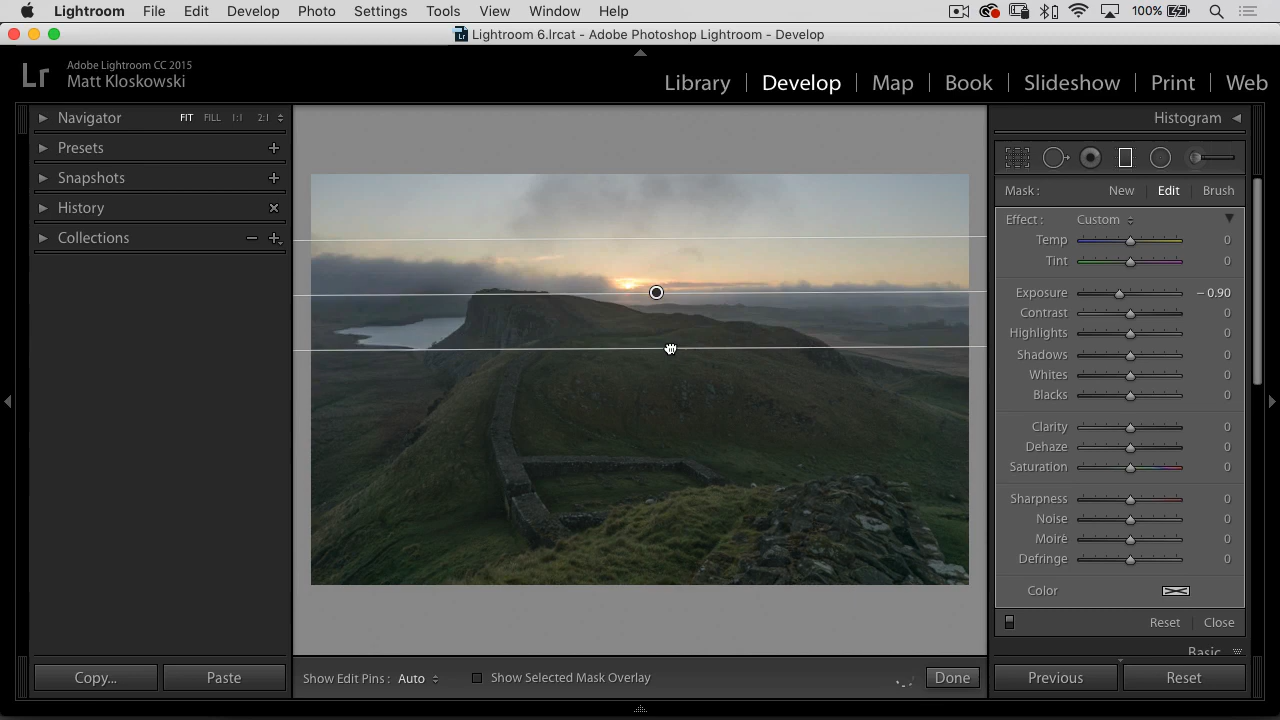 Lightroom File Edit Develop Photo Settings Tools View Window Help 100%
Lr Lightroom 6.lrcat - Adobe Photoshop Lightroom - Develop
Lr Adobe Lightroom CC 2015
Matt Kloskowski
Library Develop Map Book Slideshow Print Web
Navigator FIT FILL 1:1 2:1
Presets
Snapshots
History
Collections
Histogram
Mask : New Edit Brush
Effect : Custom
Temp 0
Tint 0
Exposure – 0.90
Contrast 0
Highlights 0
Shadows 0
Whites 0
Blacks 0
Clarity 0
Dehaze 0
Saturation 0
Sharpness 0
Noise 0
Moiré 0
Defringe 0
Color
Reset Close
Basic
Copy... Paste
Show Edit Pins : Auto Show Selected Mask Overlay Done
Previous Reset